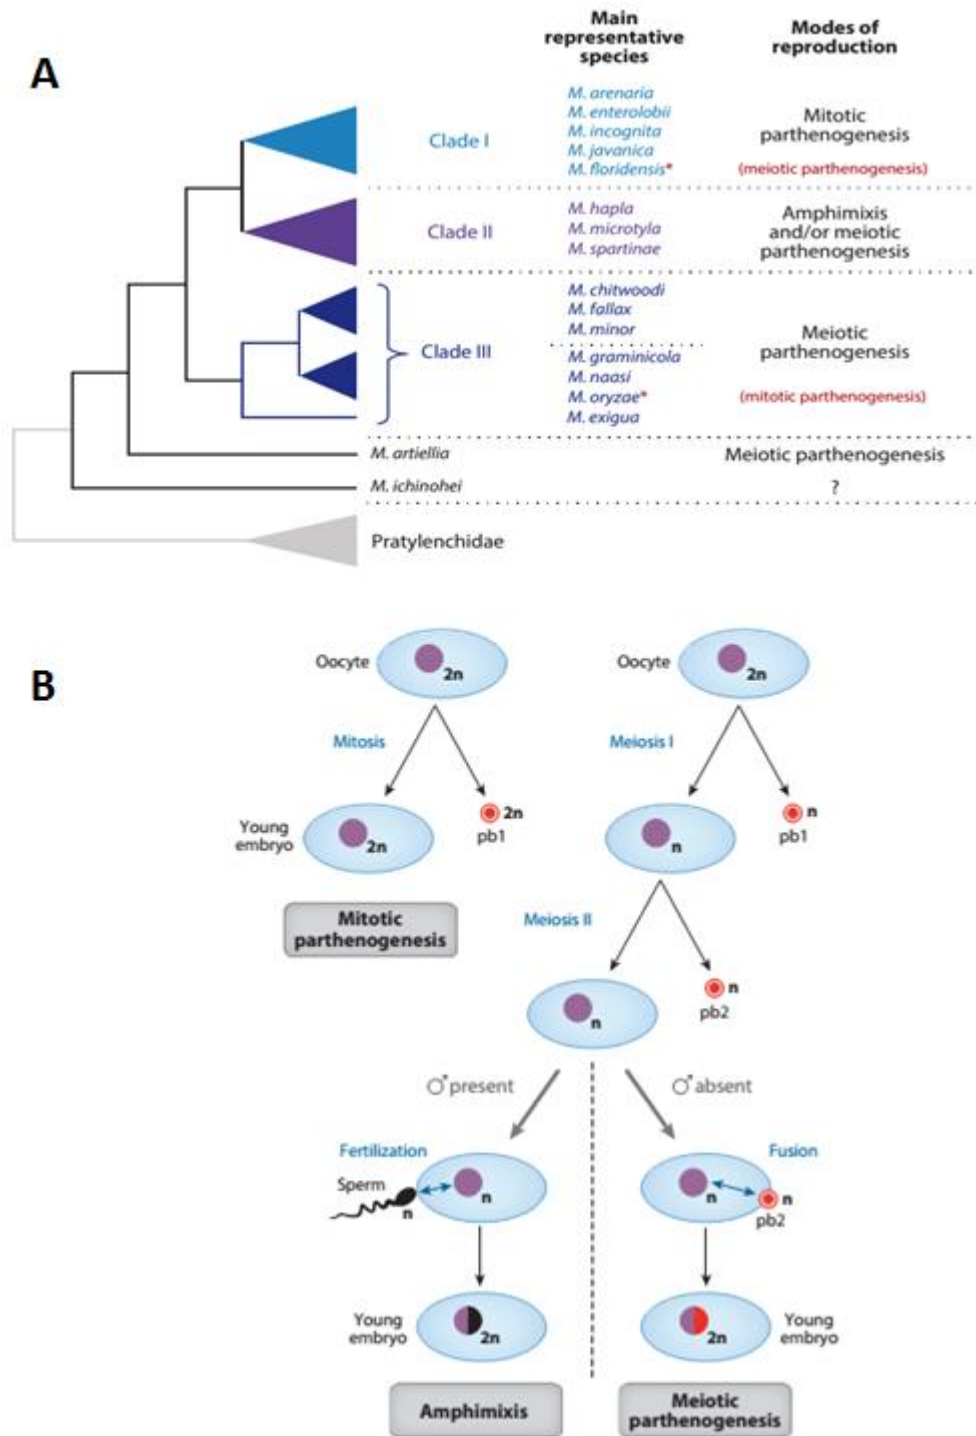 A
Main
representative
species
Modes of
reproduction
Clade I
M. arenaria
M. enterolobii
M. incognita
M. javanica
M. floridensis*
Mitotic
parthenogenesis
(meiotic parthenogenesis)
Clade II
M. hapla
M. microtyla
M. spartinae
Amphimixis
and/or meiotic
parthenogenesis
Clade III
M. chitwoodi
M. fallax
M. minor
M. graminicola
M. naasi
M. oryzae*
M. exigua
Meiotic
parthenogenesis
(mitotic parthenogenesis)
M. artiellia
Meiotic parthenogenesis
M. ichinohei
?
Pratylenchidae
B
Oocyte
2n
Mitosis
Young
embryo
2n
2n
pb1
Mitotic
parthenogenesis
Oocyte
2n
Meiosis I
n
n
pb1
Meiosis II
n
n
pb2
♂ present
♂ absent
Fertilization
Sperm
n
n
Young
embryo
2n
Amphimixis
Fusion
n
n
pb2
2n
Young
embryo
Meiotic
parthenogenesis